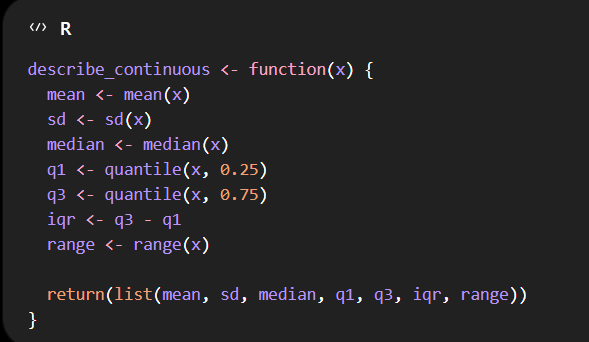 </> R
describe_continuous <- function(x) {
  mean <- mean(x)
  sd <- sd(x)
  median <- median(x)
  q1 <- quantile(x, 0.25)
  q3 <- quantile(x, 0.75)
  iqr <- q3 - q1
  range <- range(x)

  return(list(mean, sd, median, q1, q3, iqr, range))
}